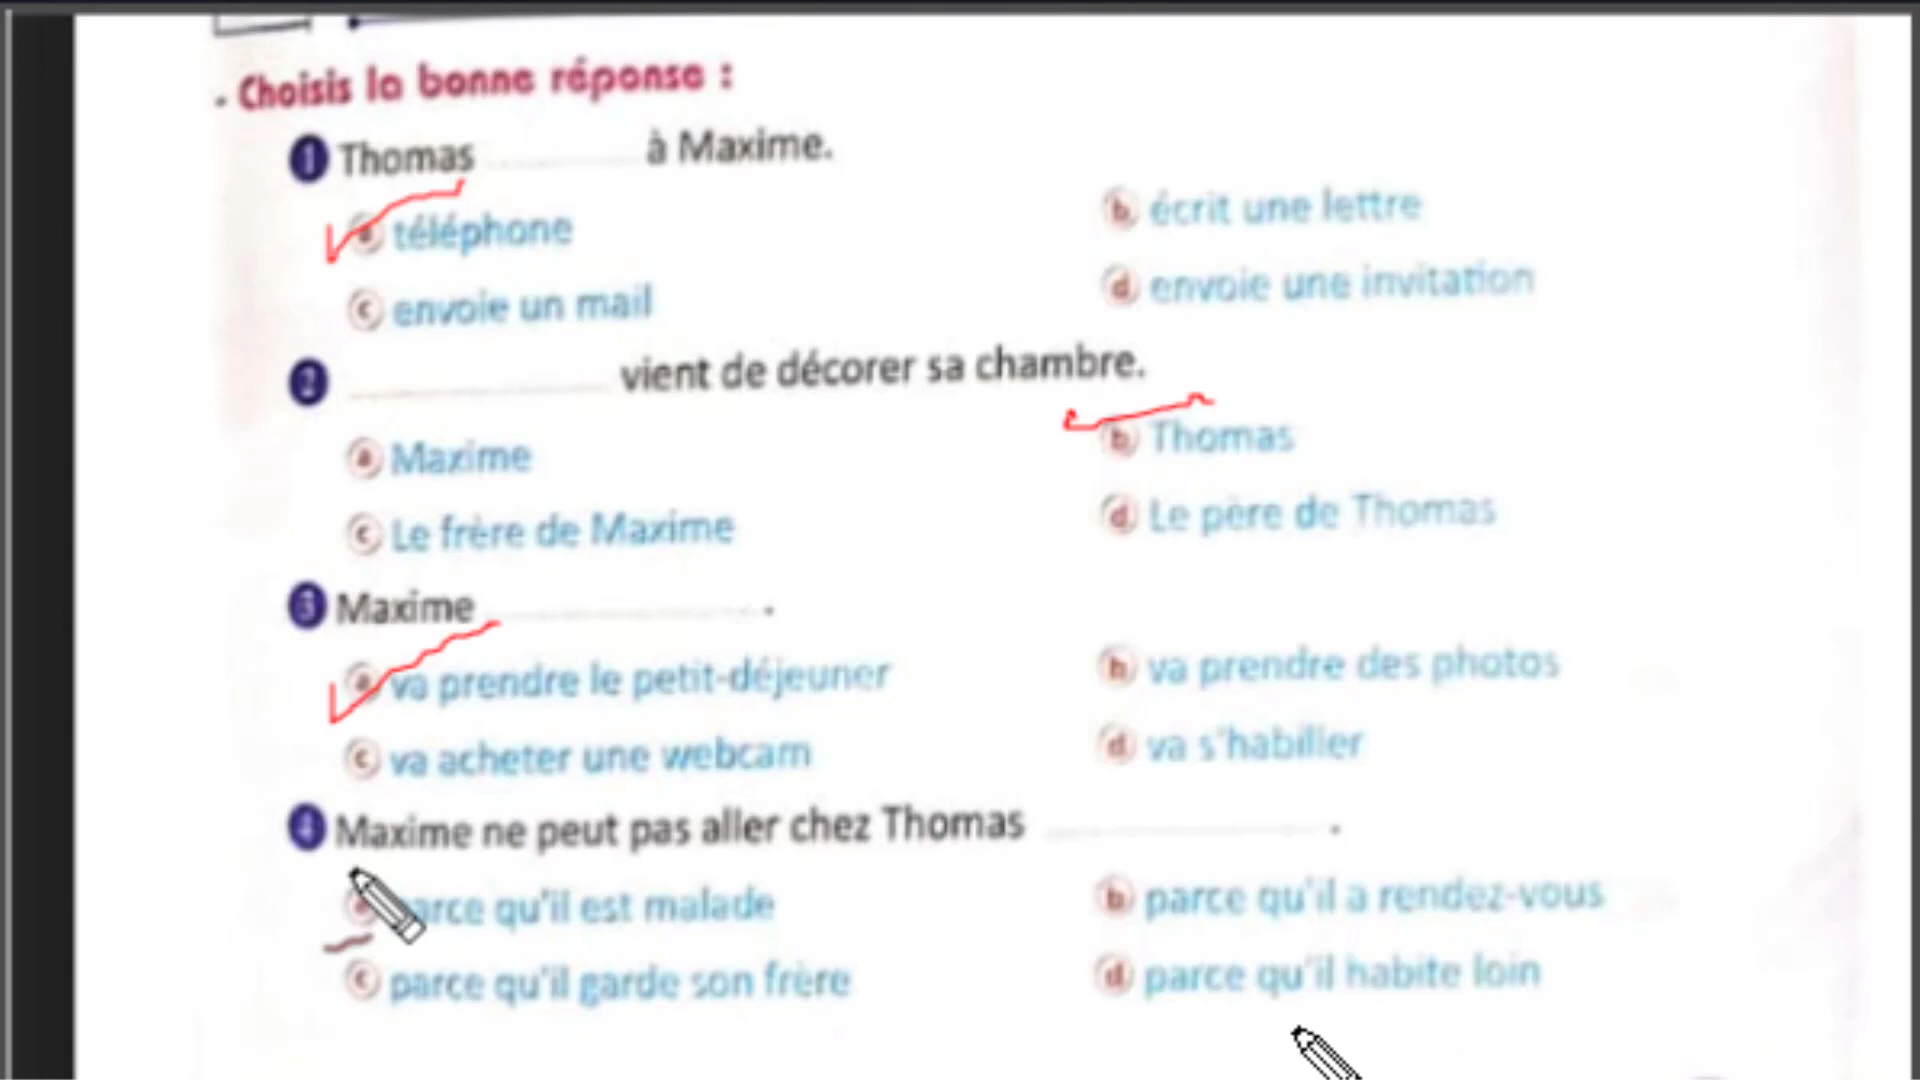 - Choisis la bonne réponse :
1 Thomas à Maxime.
a téléphone
b écrit une lettre
c envoie un mail
d envoie une invitation
2 vient de décorer sa chambre.
a Maxime
b Thomas
c Le frère de Maxime
d Le père de Thomas
3 Maxime .
a va prendre le petit-déjeuner
b va prendre des photos
c va acheter une webcam
d va s'habiller
4 Maxime ne peut pas aller chez Thomas .
a parce qu'il est malade
b parce qu'il a rendez-vous
c parce qu'il garde son frère
d parce qu'il habite loin